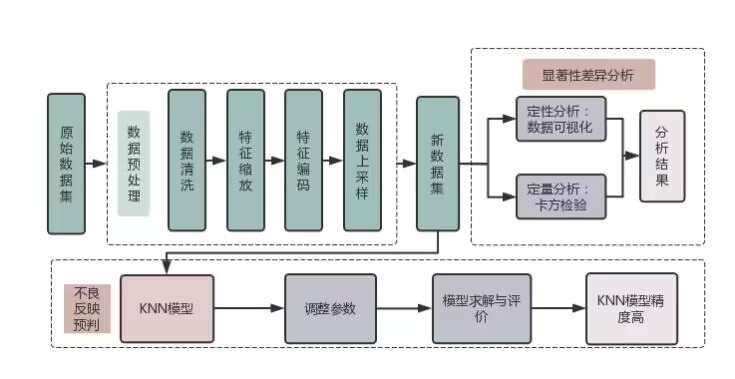 原始数据集
数据预处理
数据清洗
特征缩放
特征编码
数据上采样
新数据集
显著性差异分析
定性分析：
数据可视化
定量分析：
卡方检验
分析结果
不良
反映
预判
KNN模型
调整参数
模型求解与评
价
KNN模型精
度高